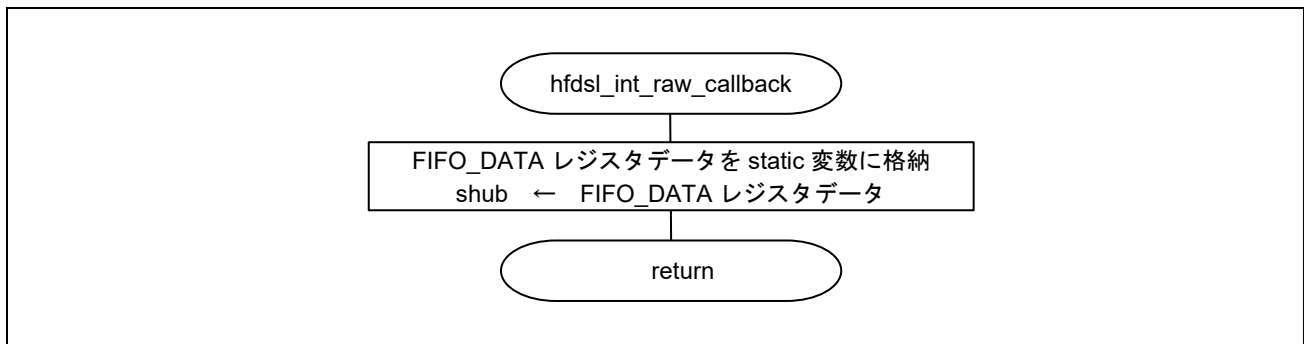 hfdsl_int_raw_callback
FIFO_DATA レジスタデータを static 変数に格納
shub ← FIFO_DATA レジスタデータ
return